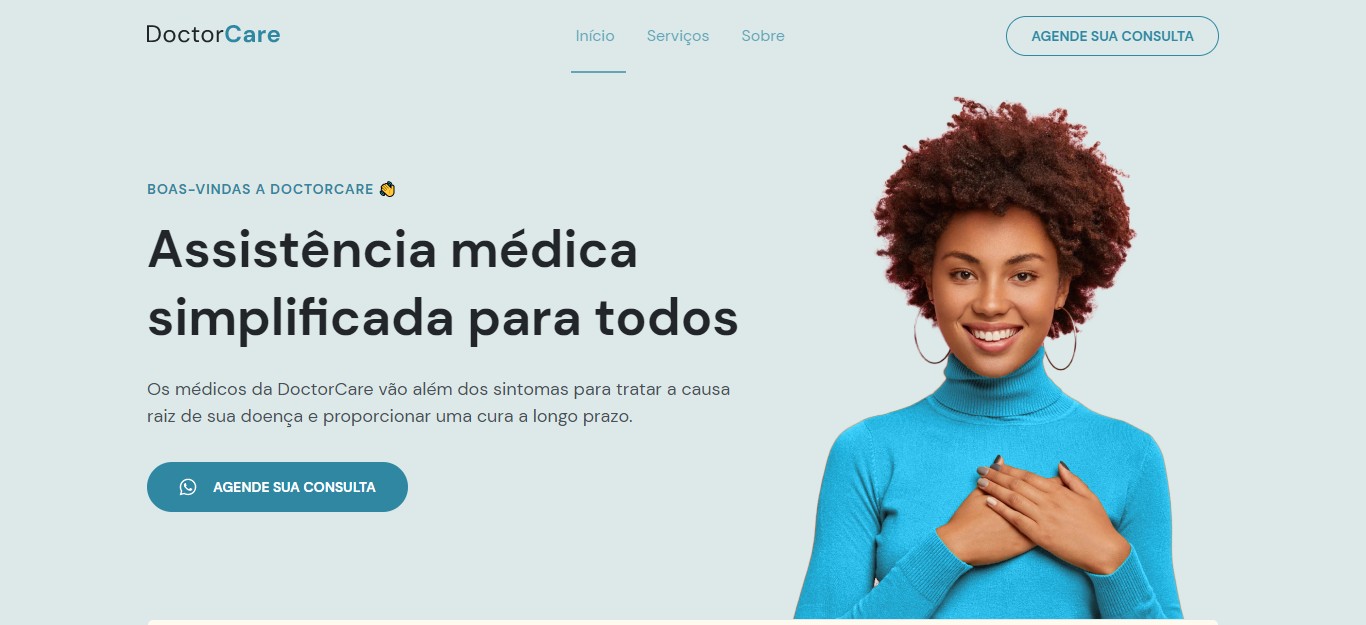 DoctorCare
Início Serviços Sobre
AGENDE SUA CONSULTA
BOAS-VINDAS A DOCTORCARE 👋
Assistência médica
simplificada para todos
Os médicos da DoctorCare vão além dos sintomas para tratar a causa
raiz de sua doença e proporcionar uma cura a longo prazo.
AGENDE SUA CONSULTA